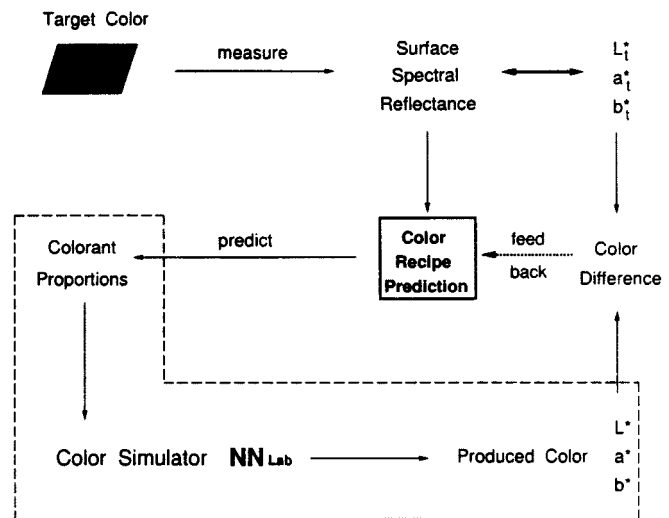 Target Color
measure
Surface
Spectral
Reflectance
L*t
a*t
b*t
Colorant
Proportions
predict
Color
Recipe
Prediction
feed
back
Color
Difference
Color Simulator NN Lab
Produced Color
L*
a*
b*